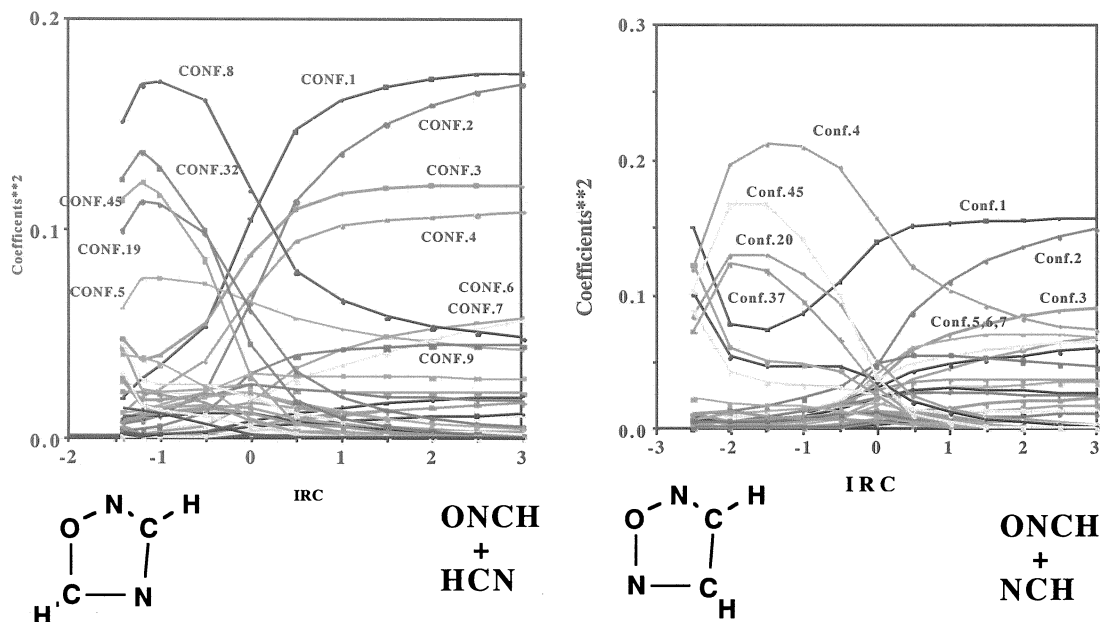 0.2
0.1
0.0
Coefficents**2
CONF.8
CONF.1
CONF.2
CONF.32
CONF.3
CONF.45
CONF.19
CONF.4
CONF.5
CONF.6
CONF.7
CONF.9
-2 -1 0 1 2 3
IRC
O N C H
H C N
ONCH
+
HCN
0.3
0.2
0.1
0.0
Coefficients**2
Conf.4
Conf.45
Conf.1
Conf.20
Conf.2
Conf.37
Conf.3
Conf.5,6,7
-3 -2 -1 0 1 2 3
IRC
O N C H
N C
H
ONCH
+
NCH